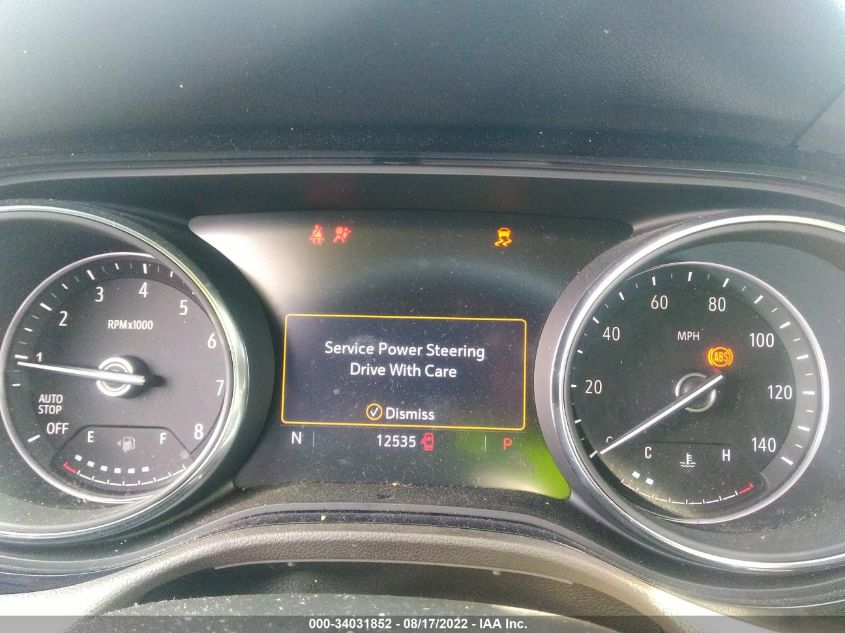 Service Power Steering
Drive With Care
Dismiss
N
12535
P
1
2
3
4
5
6
7
8
RPMx1000
AUTO
STOP
OFF
E
F
0
20
40
60
80
100
120
140
MPH
ABS
C
H
000-34031852 - 08/17/2022 - IAA Inc.